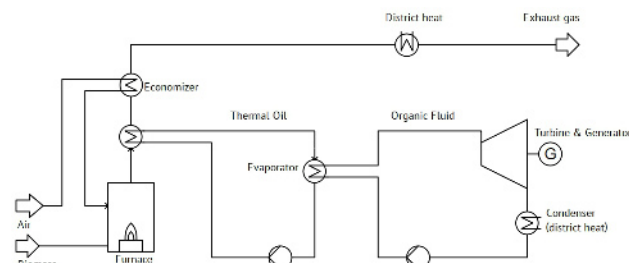 District heat
Exhaust gas
Economizer
Thermal Oil
Organic Fluid
Turbine & Generator
G
Evaporator
Air
Condenser
(district heat)
Furnace